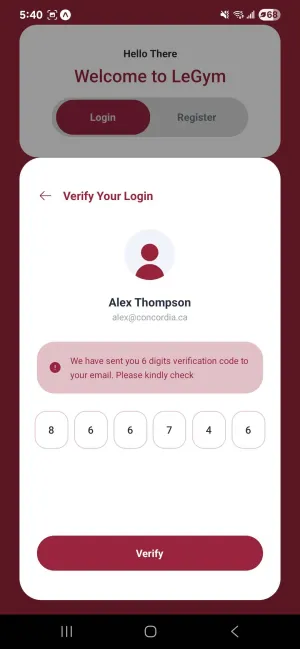 5:40
68
Hello There
Welcome to LeGym
Login
Register
Verify Your Login
Alex Thompson
alex@concordia.ca
We have sent you 6 digits verification code to
your email. Please kindly check
8 6 6 7 4 6
Verify